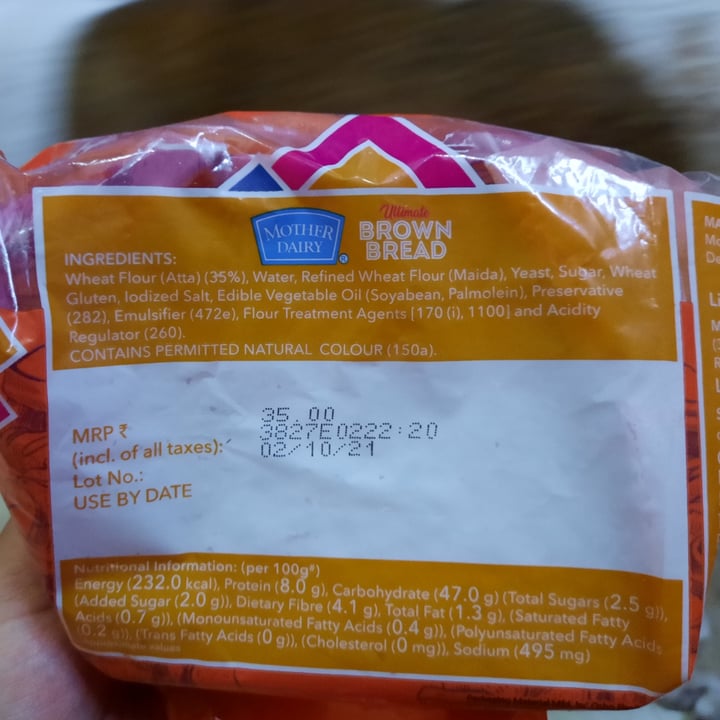 MOTHER
DAIRY
®
Ultimate
BROWN
BREAD
INGREDIENTS:
Wheat Flour (Atta) (35%), Water, Refined Wheat Flour (Maida), Yeast, Sugar, Wheat
Gluten, Iodized Salt, Edible Vegetable Oil (Soyabean, Palmolein), Preservative
(282), Emulsifier (472e), Flour Treatment Agents [170 (i), 1100] and Acidity
Regulator (260).
CONTAINS PERMITTED NATURAL COLOUR (150a).
MRP ₹ 35.00
(incl. of all taxes): 3827E0222:20
Lot No.: 02/10/21
USE BY DATE
Nutritional Information: (per 100g*)
Energy (232.0 kcal), Protein (8.0 g), Carbohydrate (47.0 g) (Total Sugars (2.5 g)),
(Added Sugar (2.0 g)), Dietary Fibre (4.1 g), Total Fat (1.3 g), (Saturated Fatty
Acids (0.7 g)), (Monounsaturated Fatty Acids (0.4 g)), (Polyunsaturated Fatty Acids
(0.2 g)), (Trans Fatty Acids (0 g)), (Cholesterol (0 mg)), Sodium (495 mg)
values